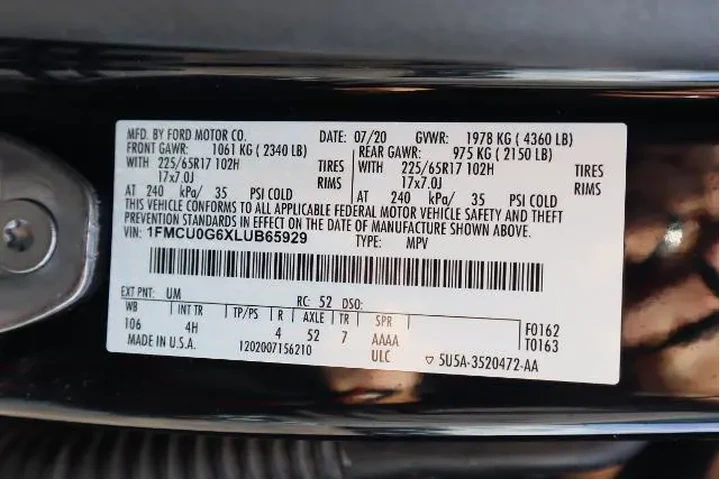 MFD. BY FORD MOTOR CO. DATE: 07/20 GVWR: 1978 KG ( 4360 LB)
FRONT GAWR: 1061 KG ( 2340 LB) REAR GAWR: 975 KG ( 2150 LB)
WITH 225/65R17 102H TIRES WITH 225/65R17 102H TIRES
17x7.0J RIMS 17x7.0J RIMS
AT 240 kPa/ 35 PSI COLD AT 240 kPa/ 35 PSI COLD
THIS VEHICLE CONFORMS TO ALL APPLICABLE FEDERAL MOTOR VEHICLE SAFETY AND THEFT
PREVENTION STANDARDS IN EFFECT ON THE DATE OF MANUFACTURE SHOWN ABOVE.
VIN: 1FMCU0G6XLUB65929 TYPE: MPV
EXT PNT: UM RC: 52 DSO:
WB INT TR TP/PS R AXLE TR SPR F0162
106 4H 4 52 7 AAAA T0163
MADE IN U.S.A. 1202007156210 ULC ▽ 5U5A-3520472-AA